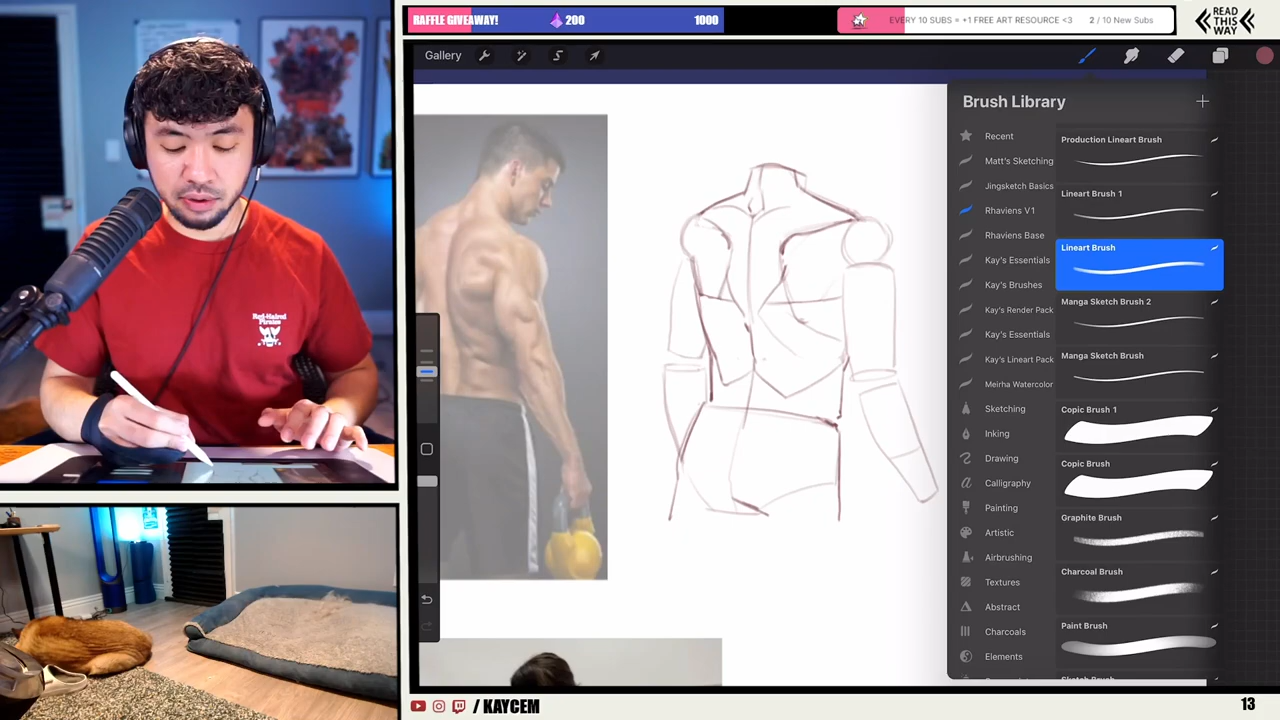 RAFFLE GIVEAWAY!
200
1000
EVERY 10 SUBS = +1 FREE ART RESOURCE <3
2 / 10 New Subs
READ
THIS
WAY
Gallery
Brush Library
Recent
Matt's Sketching
Jingsketch Basics
Rhaviens V1
Rhaviens Base
Kay's Essentials
Kay's Brushes
Kay's Render Pack
Kay's Essentials
Kay's Lineart Pack
Meirha Watercolor
Sketching
Inking
Drawing
Calligraphy
Painting
Artistic
Airbrushing
Textures
Abstract
Charcoals
Elements
Production Lineart Brush
Lineart Brush 1
Lineart Brush
Manga Sketch Brush 2
Manga Sketch Brush
Copic Brush 1
Copic Brush
Graphite Brush
Charcoal Brush
Paint Brush
Red-Haired
Pirates
/ KAYCEM
13